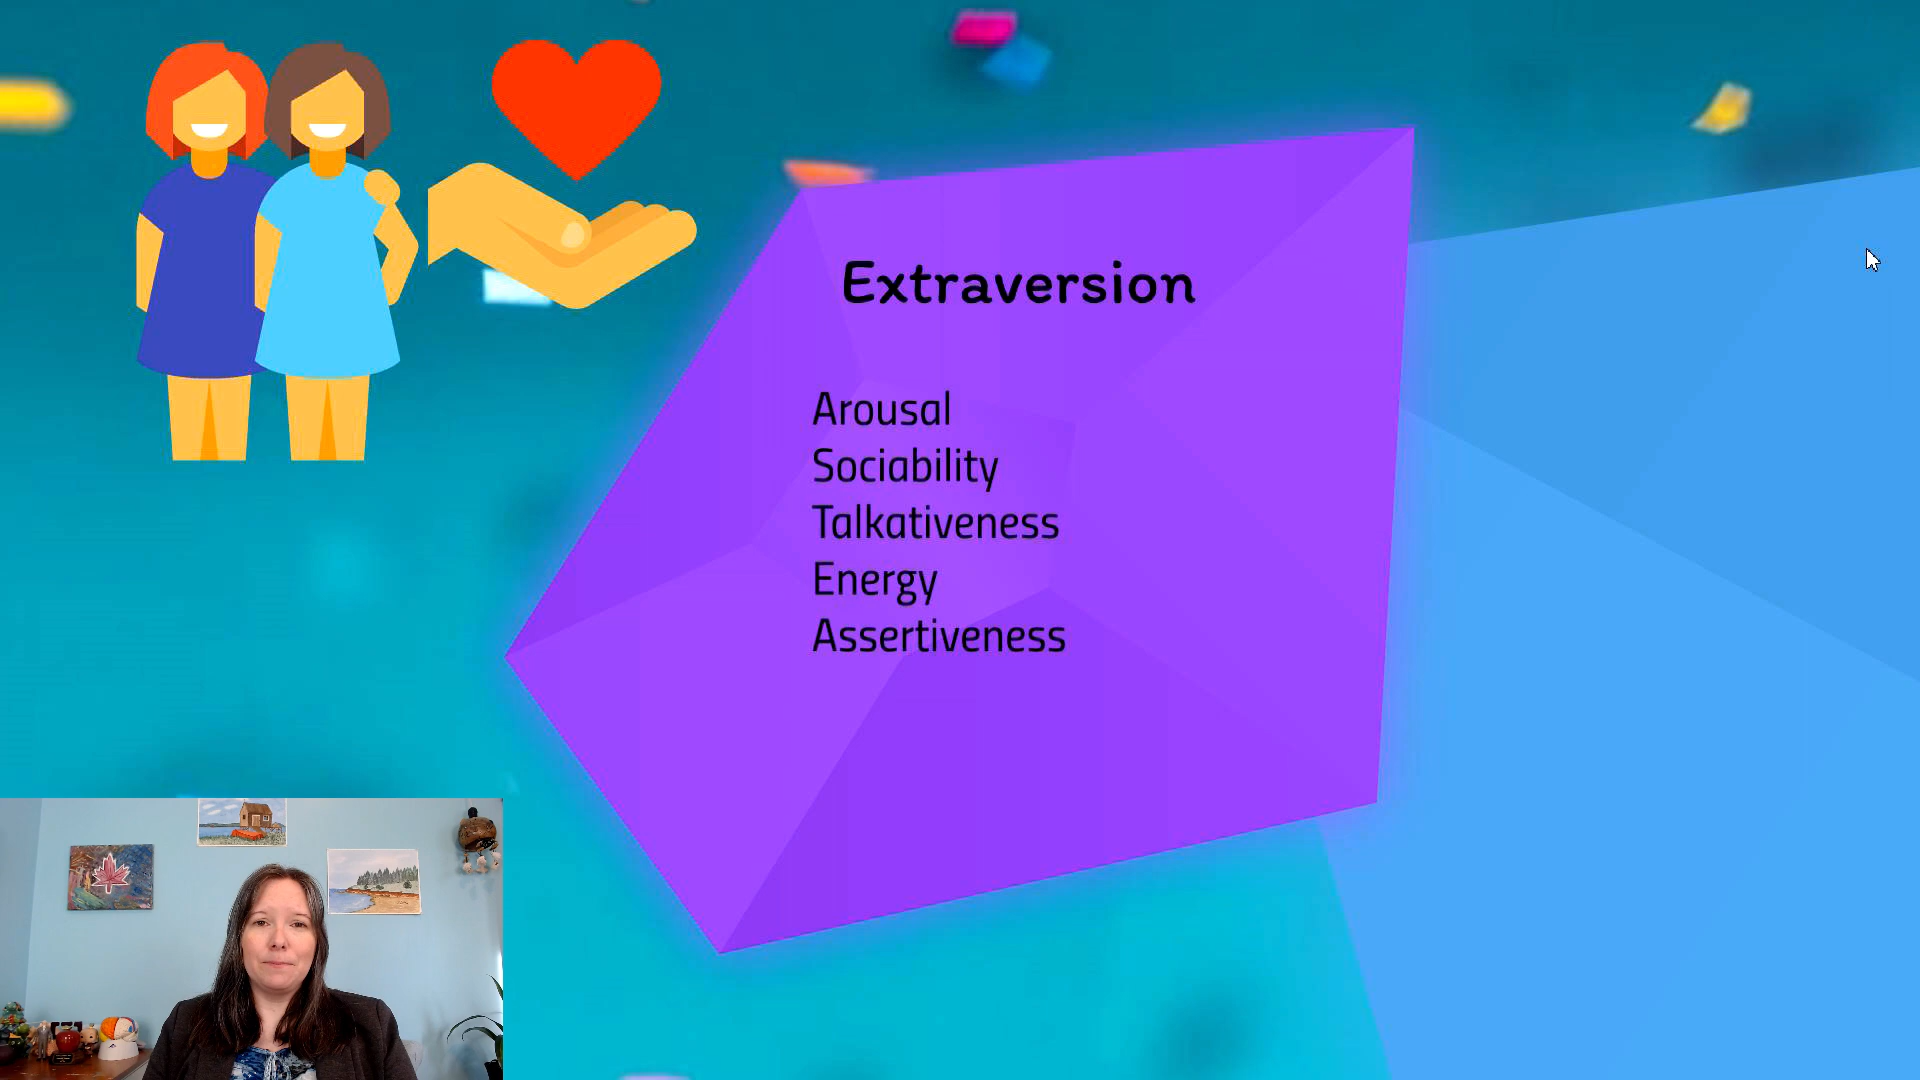 Extraversion
Arousal
Sociability
Talkativeness
Energy
Assertiveness